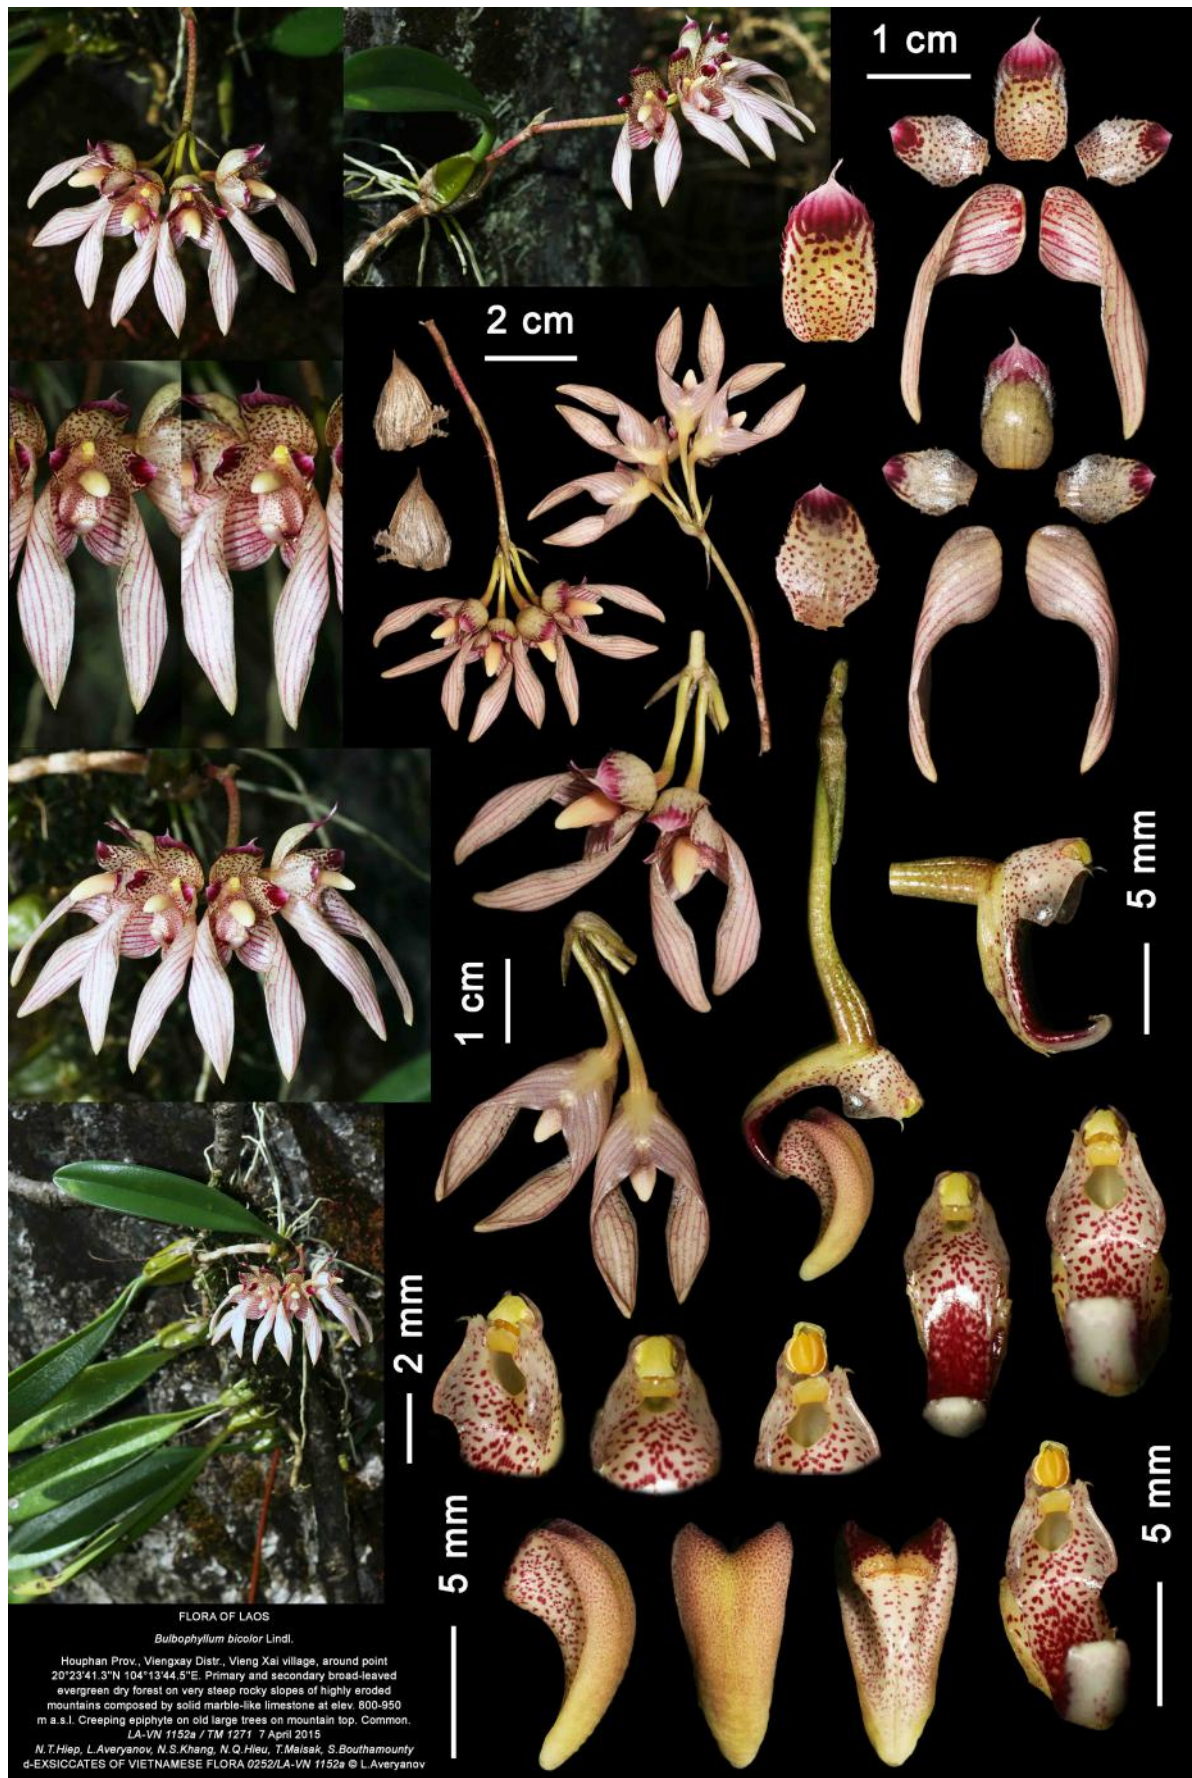 1 cm
2 cm
5 mm
1 cm
2 mm
5 mm
5 mm
FLORA OF LAOS
Bulbophyllum bicolor Lindl.
Houphan Prov., Viengxay Distr., Vieng Xai village, around point
20°23'41.3"N 104°13'44.5"E. Primary and secondary broad-leaved
evergreen dry forest on very steep rocky slopes of highly eroded
mountains composed by solid marble-like limestone at elev. 800-950
m a.s.l. Creeping epiphyte on old large trees on mountain top. Common.
LA-VN 1152a / TM 1271 7 April 2015
N.T.Hiep, L.Averyanov, N.S.Khang, N.Q.Hieu, T.Maisak, S.Bouthamounty
d-EXSICCATES OF VIETNAMESE FLORA 0252/LA-VN 1152a © L.Averyanov